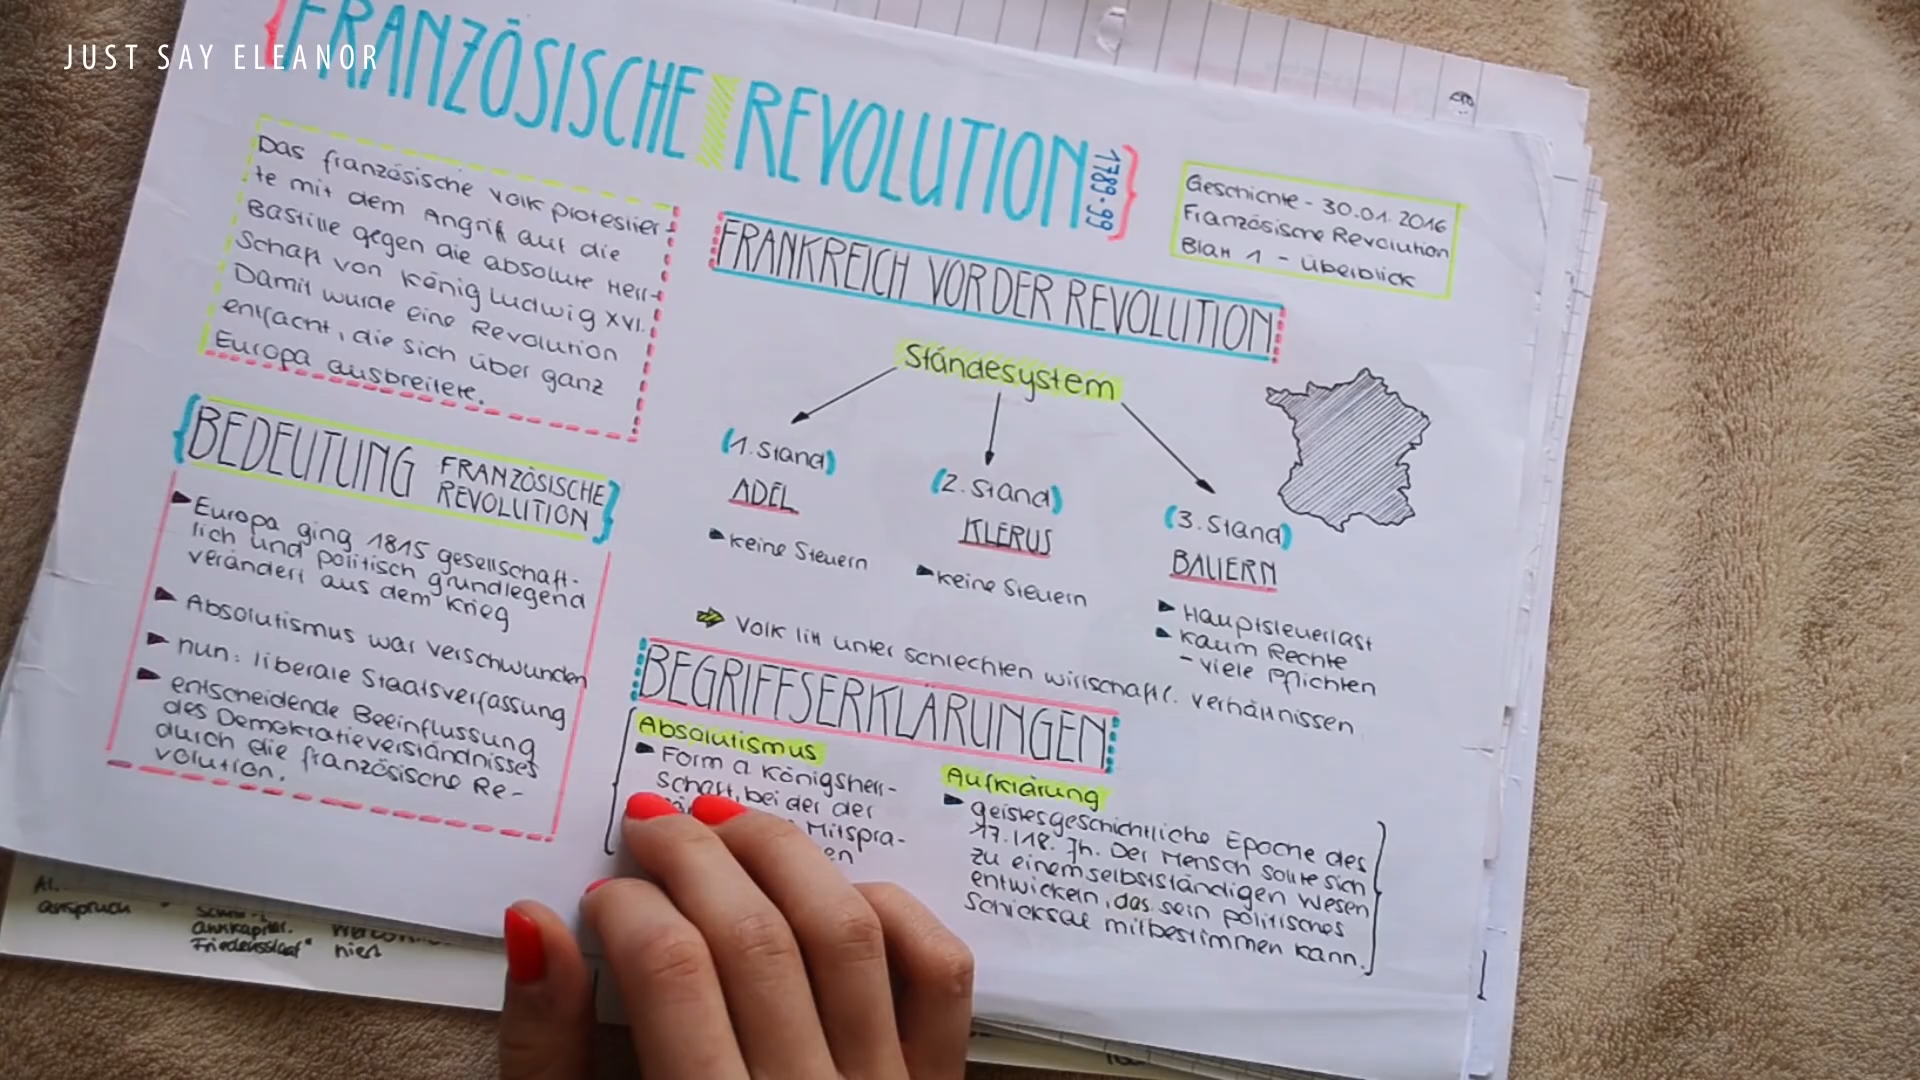 JUST SAY ELEANOR
{FRANZÖSISCHE REVOLUTION 1789-99}
Geschichte - 30.01.2016
Französische Revolution
Blatt 1 - Überblick
Das französische Volk protestier-
te mit dem Angriff auf die
Bastille gegen die absolute Herr-
schaft von König Ludwig XVI.
Damit wurde eine Revolution
entfacht, die sich über ganz
Europa ausbreitete.
{BEDEUTUNG FRANZÖSISCHE
REVOLUTION}
Europa ging 1815 gesellschaft-
lich und politisch grundlegend
verändert aus dem Krieg
Absolutismus war verschwunden
nun: liberale Staatsverfassung
entscheidende Beeinflussung
des Demokratieverständnisses
durch die französische Re-
volution.
FRANKREICH VOR DER REVOLUTION
Ständesystem
(1. Stand)
ADEL
keine Steuern
(2. Stand)
KLERUS
keine Steuern
(3. Stand)
BAUERN
Hauptsteuerlast
kaum Rechte
- viele Pflichten
⇒ Volk litt unter schlechten wirtschaftl. Verhältnissen
BEGRIFFSERKLÄRUNGEN
Absolutismus
Form d. Königsherr-
schaft, bei der der
Mitspra-
en
Aufklärung
geistesgeschichtliche Epoche des
17./18. Jh. Der Mensch sollte sich
zu einem selbstständigen Wesen
entwickeln, das sein politisches
Schicksal mitbestimmen kann.
anspruch
Friedensstaat"